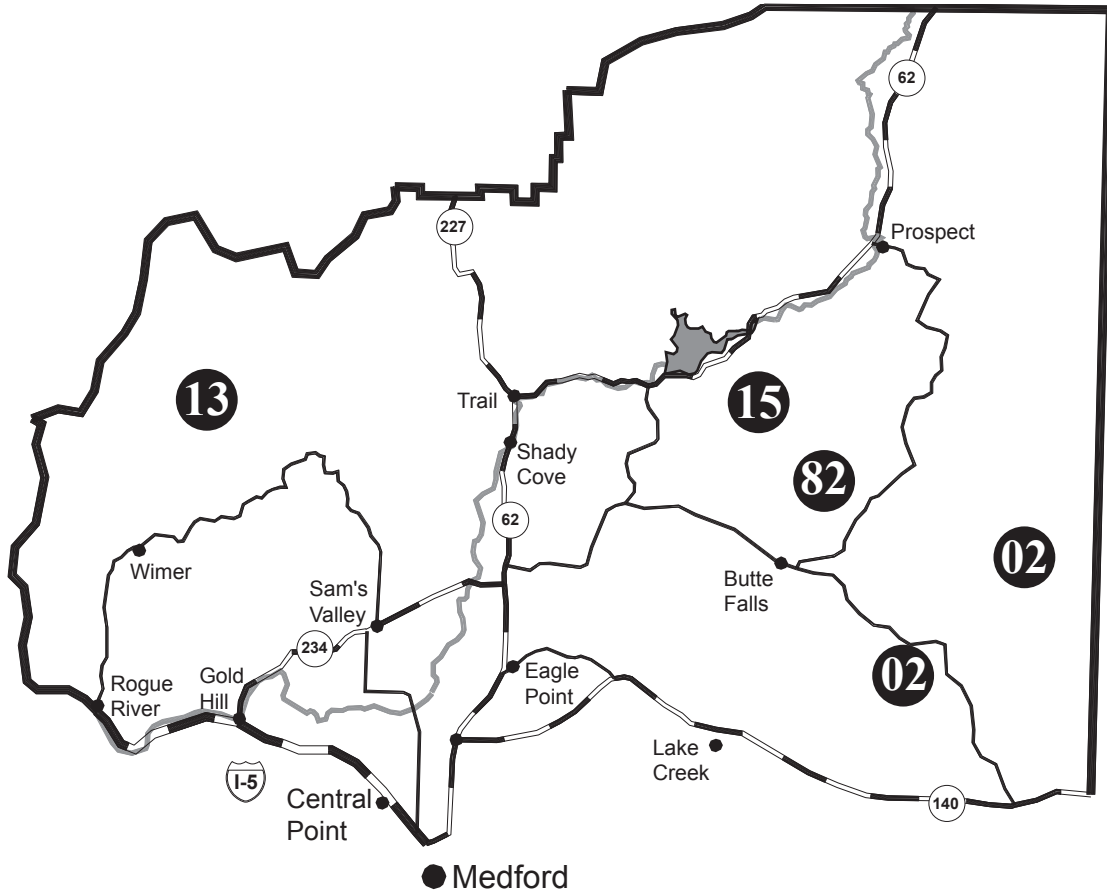 62
227
Prospect
13
Trail
15
Shady
Cove
82
62
02
Wimer
Butte
Falls
Sam's
Valley
234
02
Eagle
Point
Gold
Hill
Rogue
River
Lake
Creek
I-5
Central
Point
140
Medford